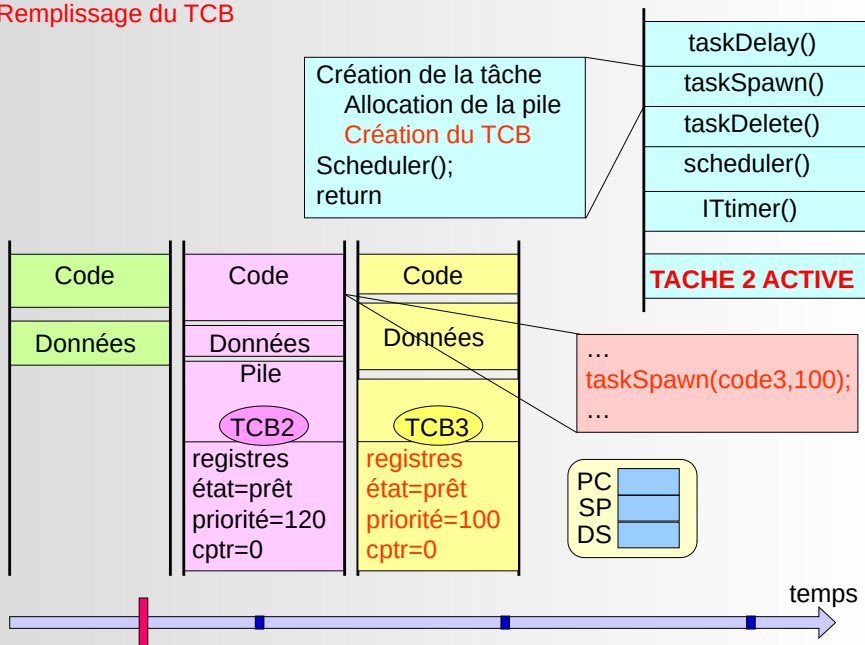 Remplissage du TCB
Création de la tâche
Allocation de la pile
Création du TCB
Scheduler();
return
taskDelay()
taskSpawn()
taskDelete()
scheduler()
ITtimer()
TACHE 2 ACTIVE
Code
Données
Code
Données
Pile
TCB2
registres
état=prêt
priorité=120
cptr=0
Code
Données
TCB3
registres
état=prêt
priorité=100
cptr=0
...
taskSpawn(code3,100);
...
PC
SP
DS
temps